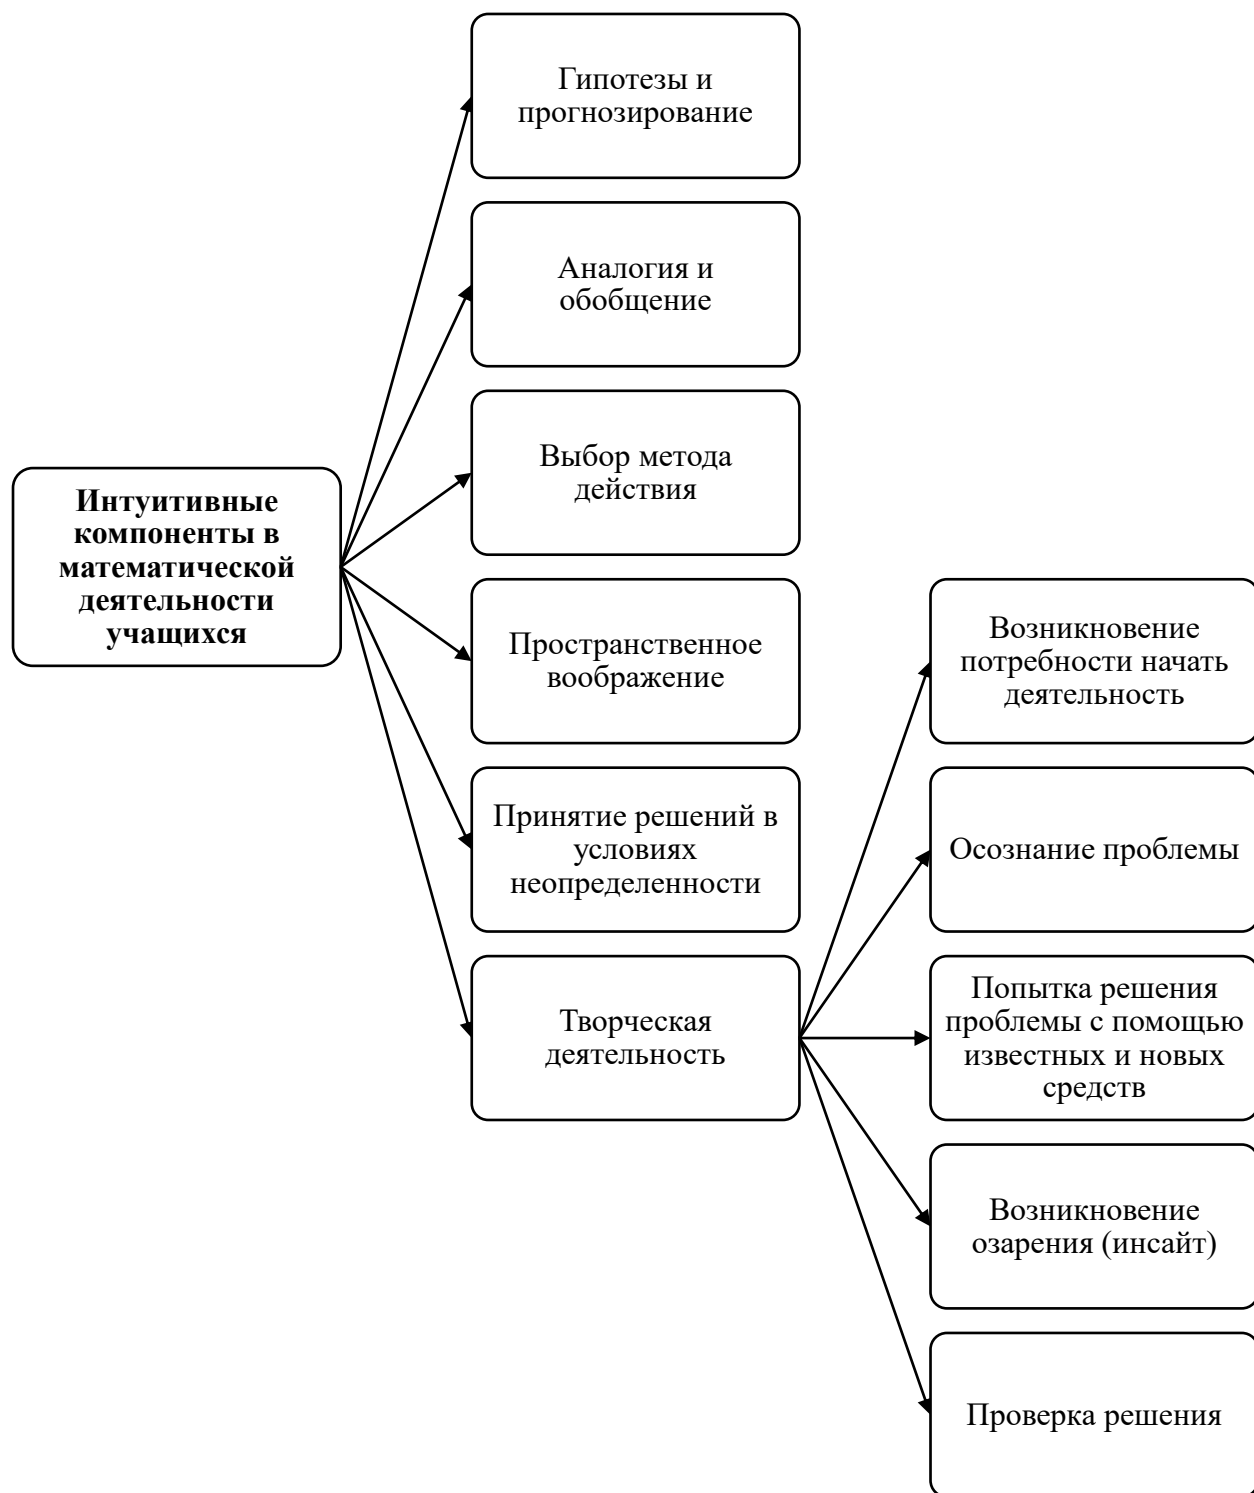 Гипотезы и
прогнозирование
Аналогия и
обобщение
Выбор метода
действия
Интуитивные
компоненты в
математической
деятельности
учащихся
Пространственное
воображение
Возникновение
потребности начать
деятельность
Принятие решений в
условиях
неопределенности
Осознание проблемы
Творческая
деятельность
Попытка решения
проблемы с помощью
известных и новых
средств
Возникновение
озарения (инсайт)
Проверка решения